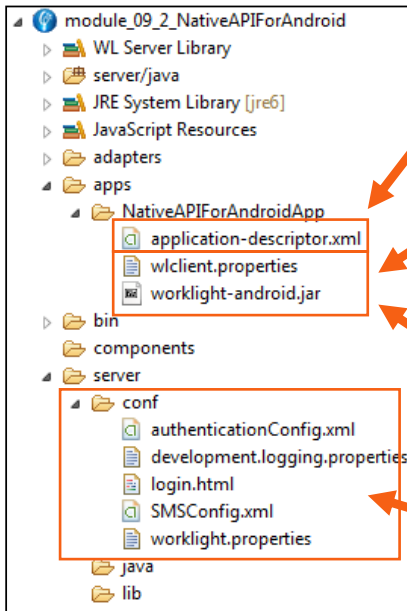 module_09_2_NativeAPIForAndroid
WL Server Library
server/java
JRE System Library [jre6]
JavaScript Resources
adapters
apps
NativeAPIForAndroidApp
application-descriptor.xml
wlclient.properties
worklight-android.jar
bin
components
server
conf
authenticationConfig.xml
development.logging.properties
login.html
SMSConfig.xml
worklight.properties
java
lib